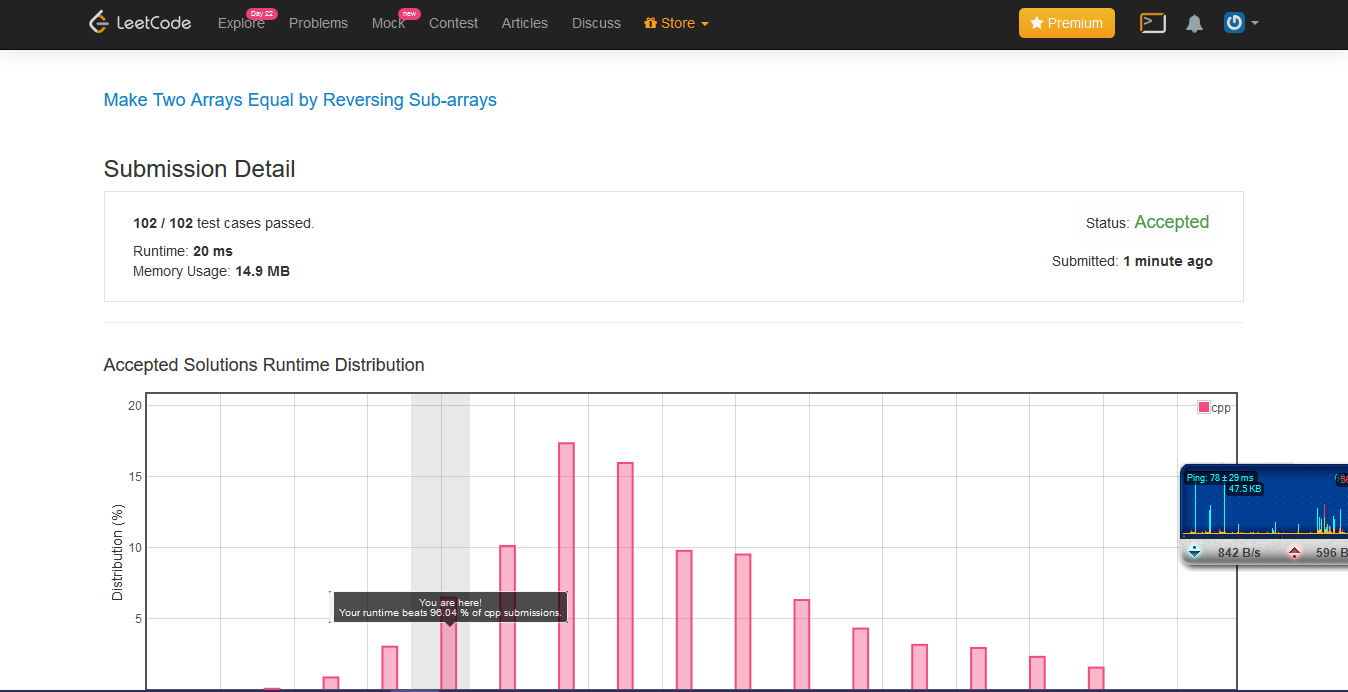 LeetCode Explore Day 22 Problems Mock new Contest Articles Discuss Store Premium
Make Two Arrays Equal by Reversing Sub-arrays
Submission Detail
102 / 102 test cases passed.
Status: Accepted
Runtime: 20 ms
Memory Usage: 14.9 MB
Submitted: 1 minute ago
Accepted Solutions Runtime Distribution
20
cpp
15
10
5
Distribution (%)
You are here!
Your runtime beats 96.04 % of cpp submissions.
Ping: 78 ± 29 ms
47.5 KB
842 B/s
596 B